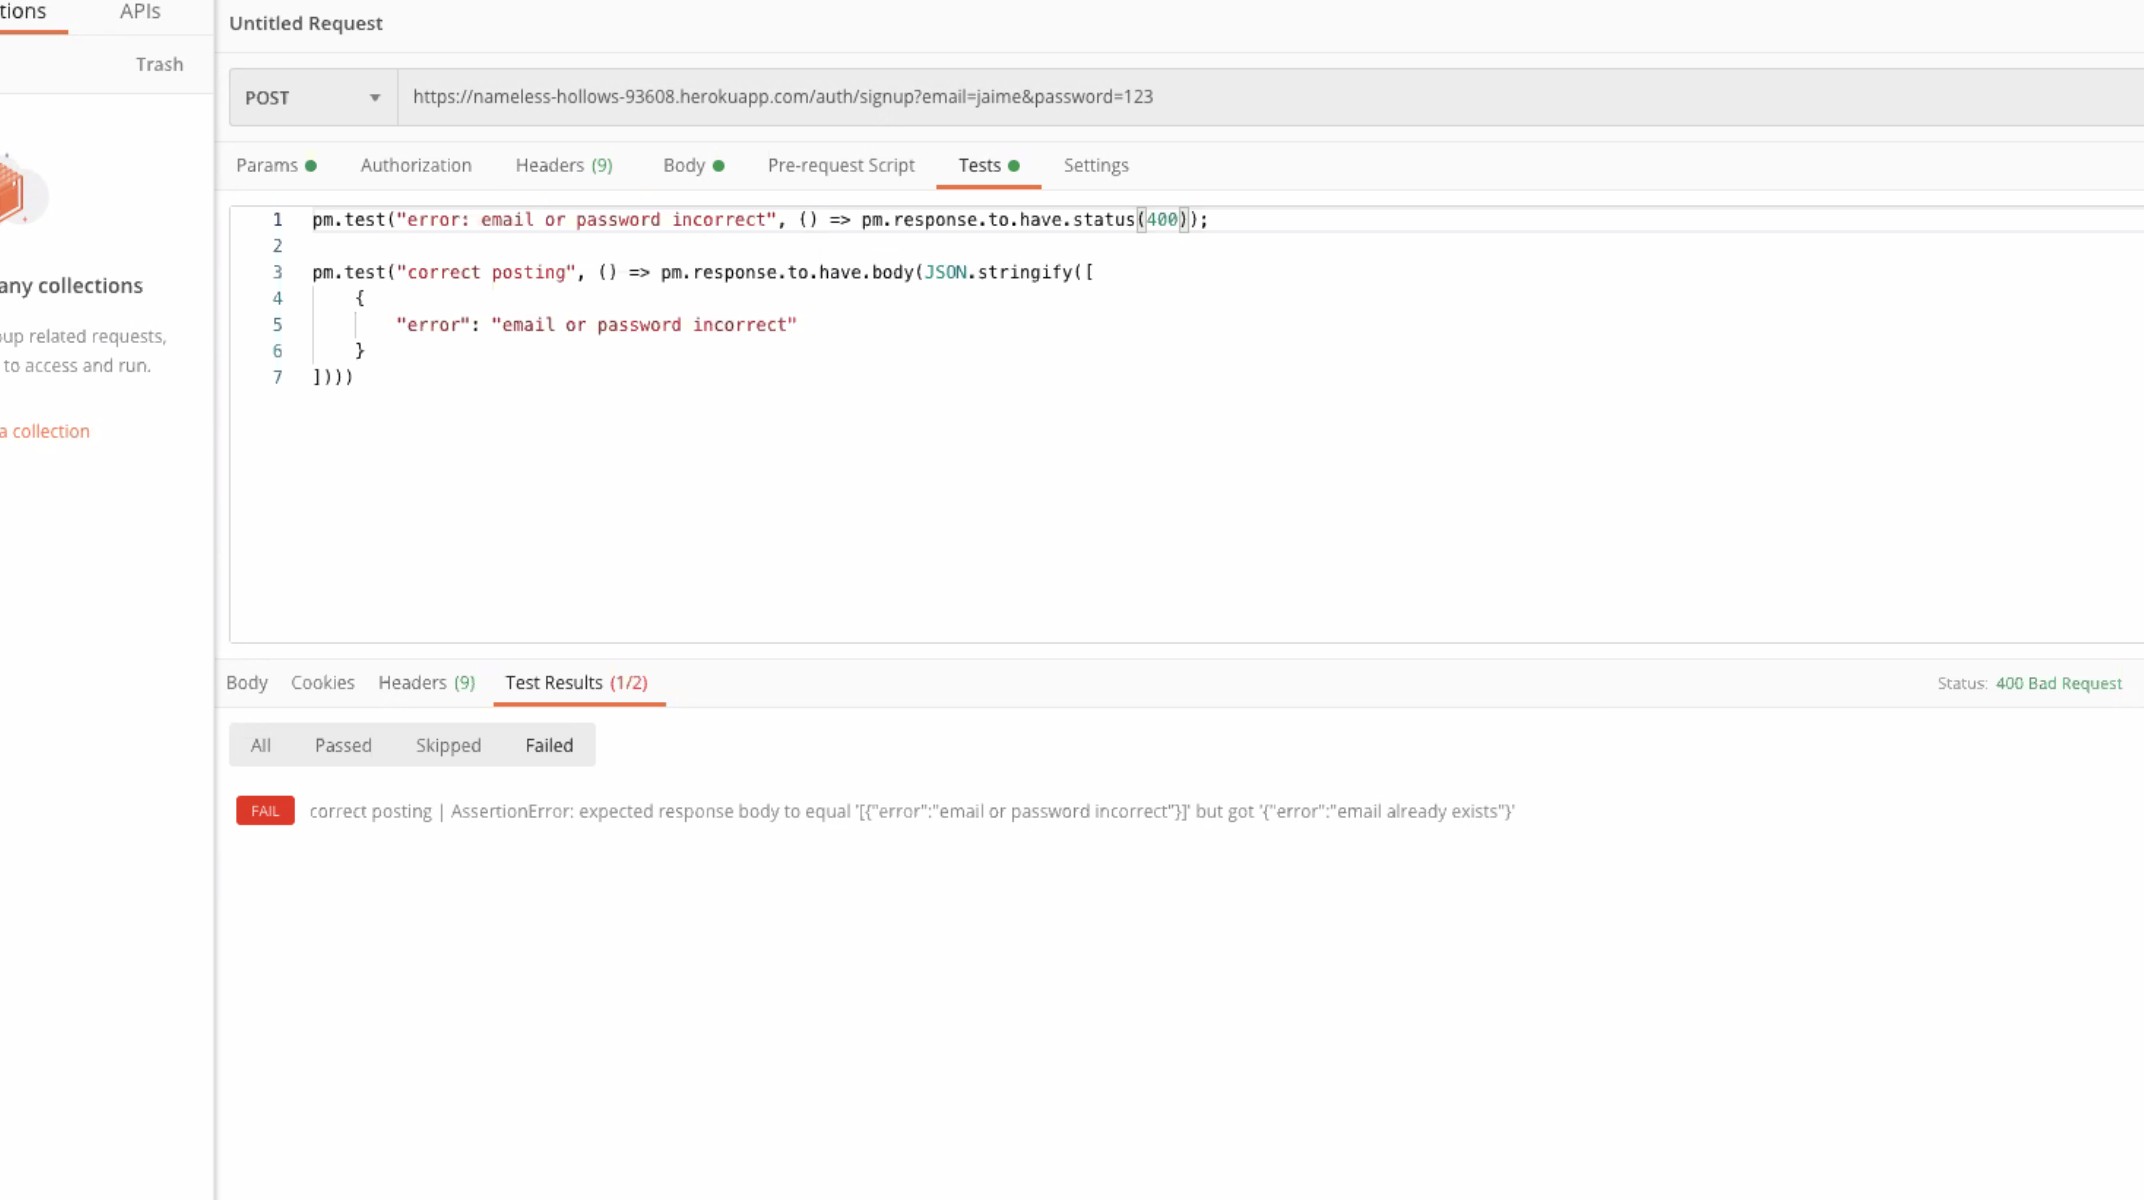 tions APIs
Trash
any collections
oup related requests,
to access and run.
a collection
Untitled Request
POST https://nameless-hollows-93608.herokuapp.com/auth/signup?email=jaime&password=123
Params Authorization Headers (9) Body Pre-request Script Tests Settings
1 pm.test("error: email or password incorrect", () => pm.response.to.have.status(400));
2
3 pm.test("correct posting", () => pm.response.to.have.body(JSON.stringify([
4 {
5 "error": "email or password incorrect"
6 }
7 ])))
Body Cookies Headers (9) Test Results (1/2) Status: 400 Bad Request
All Passed Skipped Failed
FAIL correct posting | AssertionError: expected response body to equal '[{"error":"email or password incorrect"}]' but got '{"error":"email already exists"}'